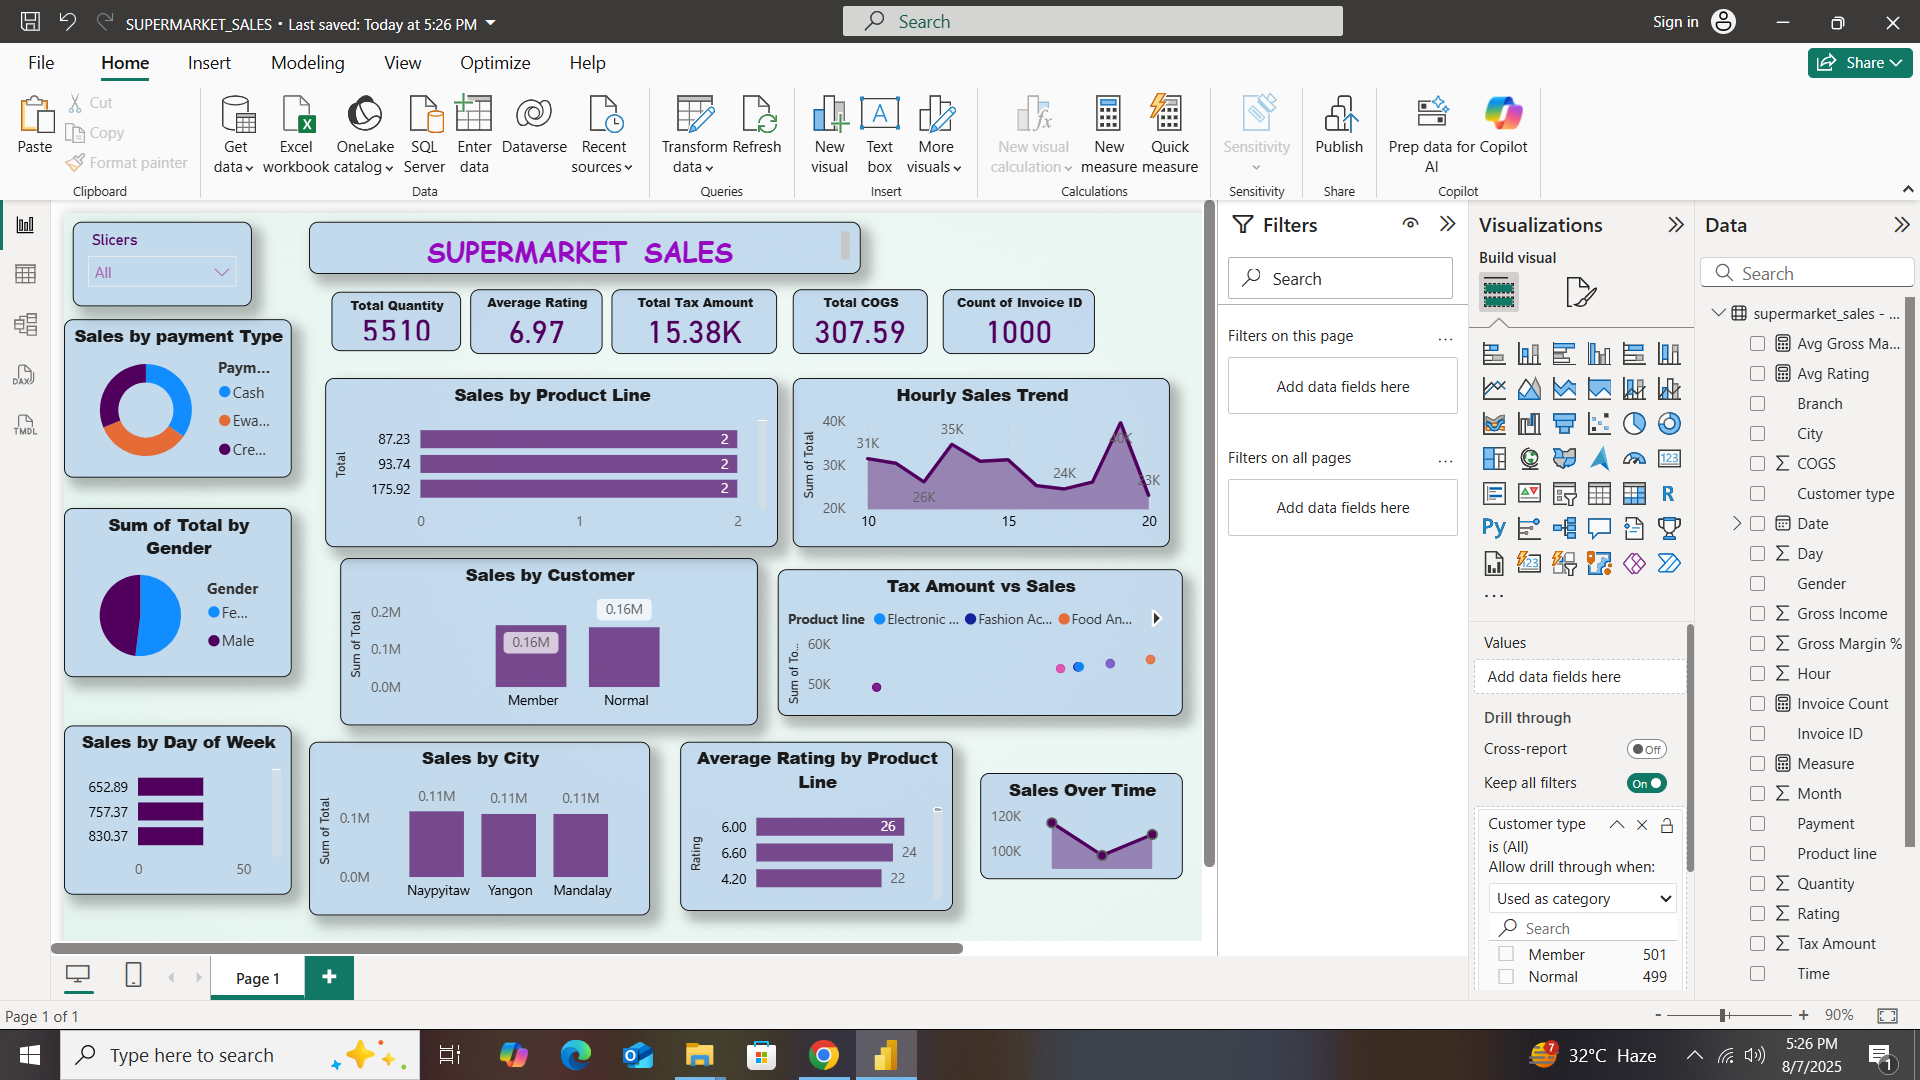 SUPERMARKET_SALES • Last saved: Today at 5:26 PM
Search
Sign in
File
Home
Insert
Modeling
View
Optimize
Help
Share
Paste
Cut
Copy
Format painter
Clipboard
Get data
Excel workbook
OneLake catalog
SQL Server
Enter data
Dataverse
Recent sources
Data
Transform data
Refresh
Queries
New visual
Text box
More visuals
Insert
New visual calculation
New measure
Quick measure
Calculations
Sensitivity
Sensitivity
Publish
Share
Prep data for AI
Copilot
Copilot
Slicers
All
SUPERMARKET SALES
Total Quantity
5510
Average Rating
6.97
Total Tax Amount
15.38K
Total COGS
307.59
Count of Invoice ID
1000
Sales by payment Type
Paym...
Cash
Ewa...
Cre...
Sales by Product Line
Total
87.23
2
93.74
2
175.92
2
0
1
2
Hourly Sales Trend
Sum of Total
40K
30K
20K
31K
26K
35K
24K
40K
23K
10
15
20
Sum of Total by
Gender
Gender
Fe...
Male
Sales by Customer
Sum of Total
0.2M
0.1M
0.0M
0.16M
0.16M
Member
Normal
Tax Amount vs Sales
Product line
Electronic ...
Fashion Ac...
Food An...
Sum of To...
60K
50K
Sales by Day of Week
652.89
757.37
830.37
0
50
Sales by City
Sum of Total
0.1M
0.0M
0.11M
0.11M
0.11M
Naypyitaw
Yangon
Mandalay
Average Rating by Product
Line
Rating
6.00
26
6.60
24
4.20
22
Sales Over Time
120K
100K
Filters
Search
Filters on this page
...
Add data fields here
Filters on all pages
...
Add data fields here
Visualizations
Build visual
123
R
Py
123
...
Values
Add data fields here
Drill through
Cross-report
Off
Keep all filters
On
Customer type
is (All)
Allow drill through when:
Used as category
Search
Member 501
Normal 499
Data
Search
supermarket_sales - ...
Avg Gross Ma...
Avg Rating
Branch
City
COGS
Customer type
Date
Day
Gender
Gross Income
Gross Margin %
Hour
Invoice Count
Invoice ID
Measure
Month
Payment
Product line
Quantity
Rating
Tax Amount
Time
DAX
TMDL
Page 1
+
Page 1 of 1
- + 90%
Type here to search
7
32°C Haze
5:26 PM
8/7/2025
1